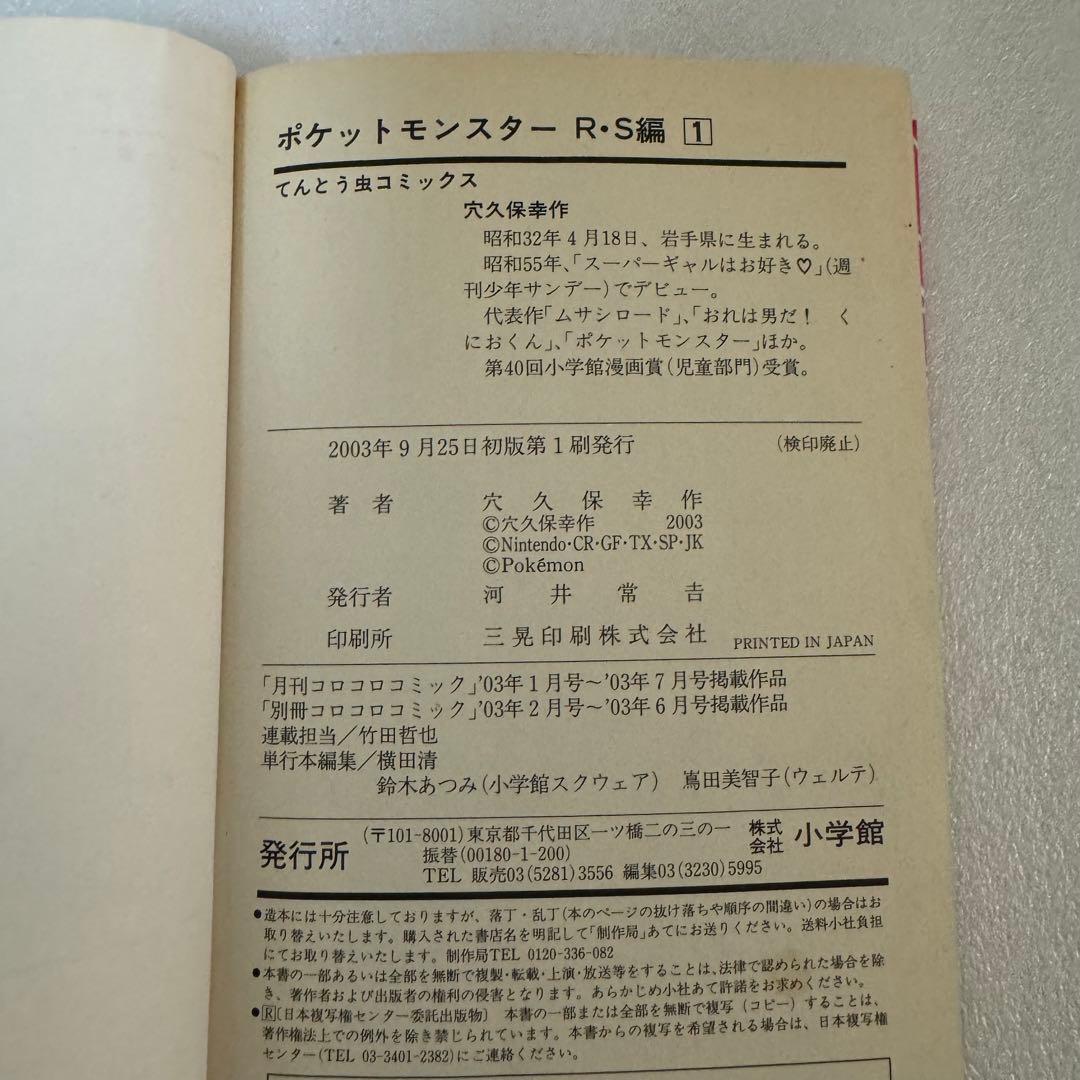 ポケットモンスター R・S編 1
てんとう虫コミックス
穴久保幸作
昭和32年4月18日、岩手県に生まれる。
昭和55年、「スーパーギャルはお好き♡」(週
刊少年サンデー)でデビュー。
代表作「ムサシロード」、「おれは男だ！ く
におくん」、「ポケットモンスター」ほか。
第40回小学館漫画賞(児童部門)受賞。
2003年9月25日初版第1刷発行 (検印廃止)
著者 穴久保幸作
©穴久保幸作 2003
©Nintendo・CR・GF・TX・SP・JK
©Pokémon
発行者 河井常𠮷
印刷所 三晃印刷株式会社 PRINTED IN JAPAN
「月刊コロコロコミック」'03年1月号〜'03年7月号掲載作品
「別冊コロコロコミック」'03年2月号〜'03年6月号掲載作品
連載担当／竹田哲也
単行本編集／横田清
鈴木あつみ(小学館スクウェア) 嶌田美智子(ウェルテ)
発行所 (〒101-8001)東京都千代田区一ツ橋二の三の一 株式会社 小学館
振替(00180-1-200)
TEL 販売03(5281)3556 編集03(3230)5995
●造本には十分注意しておりますが、落丁・乱丁(本のページの抜け落ちや順序の間違い)の場合はお
取り替えいたします。購入された書店名を明記して「制作局」あてにお送りください。送料小社負担
にてお取り替えいたします。制作局TEL 0120-336-082
●本書の一部あるいは全部を無断で複製・転載・上演・放送等をすることは、法律で認められた場合を除
き、著作者および出版者の権利の侵害となります。あらかじめ小社あて許諾をお求めください。
●R[日本複写権センター委託出版物] 本書の一部または全部を無断で複写（コピー）することは、
著作権法上での例外を除き禁じられています。本書からの複写を希望される場合は、日本複写権
センター(TEL 03-3401-2382)にご連絡ください。